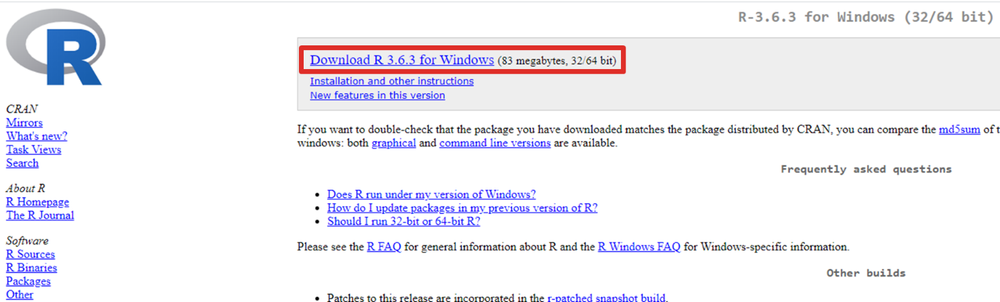 R
R-3.6.3 for Windows (32/64 bit)
Download R 3.6.3 for Windows (83 megabytes, 32/64 bit)
Installation and other instructions
New features in this version
CRAN
Mirrors
What's new?
Task Views
Search
About R
R Homepage
The R Journal
Software
R Sources
R Binaries
Packages
Other
If you want to double-check that the package you have downloaded matches the package distributed by CRAN, you can compare the md5sum of t
windows: both graphical and command line versions are available.
Frequently asked questions
• Does R run under my version of Windows?
• How do I update packages in my previous version of R?
• Should I run 32-bit or 64-bit R?
Please see the R FAQ for general information about R and the R Windows FAQ for Windows-specific information.
Other builds
• Patches to this release are incorporated in the r-patched snapshot build.